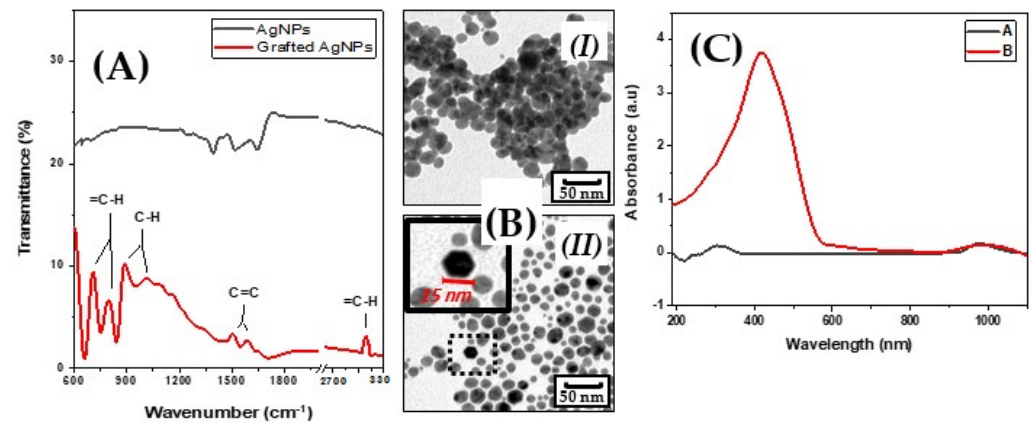 (A)
AgNPs
Grafted AgNPs
30
20
10
0
Transmittance (%)
=C-H
C-H
C=C
=C-H
600 900 1200 1500 1800 2700 330
Wavenumber (cm⁻¹)
(B)
(I)
50 nm
(II)
15 nm
50 nm
(C)
A
B
4
3
2
1
0
-1
Absorbance (a.u)
200 400 600 800 1000
Wavelength (nm)